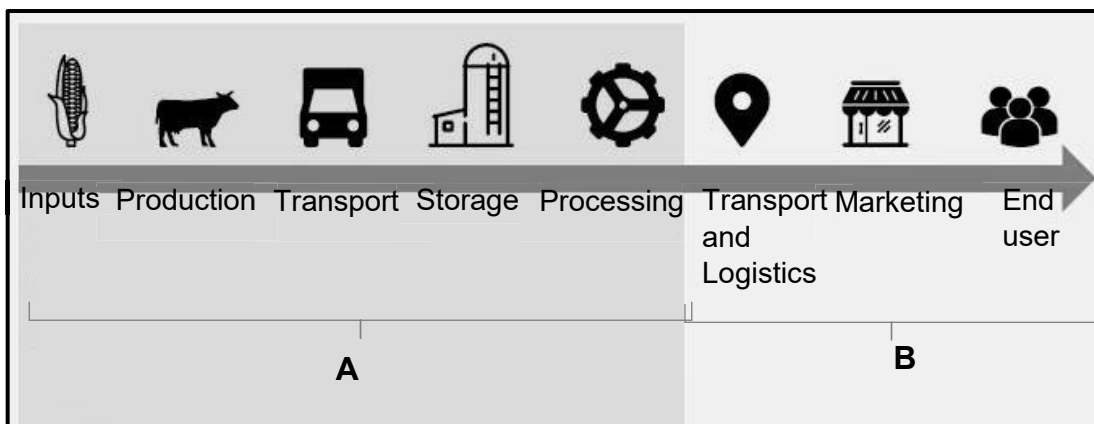 Inputs Production Transport Storage Processing Transport and Logistics Marketing End user
A
B